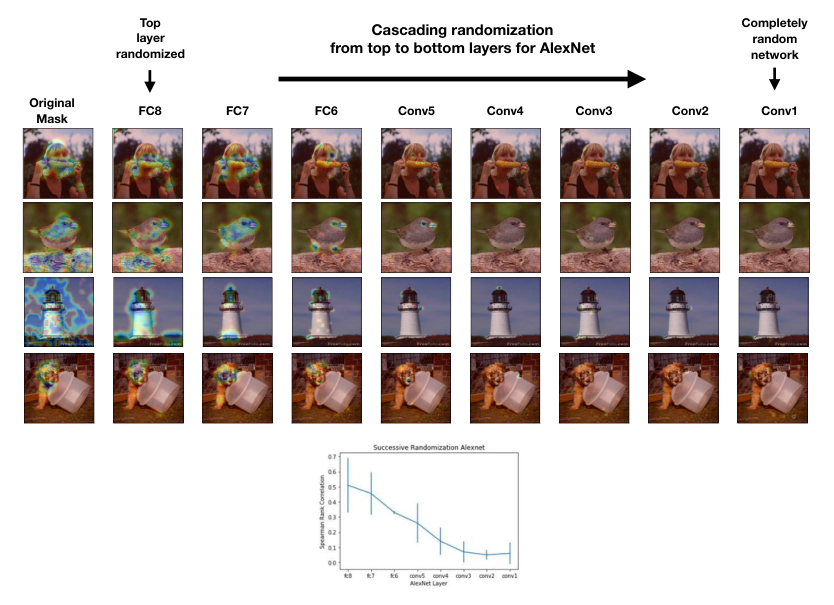 Top
layer
randomized
Cascading randomization
from top to bottom layers for AlexNet
Completely
random
network
Original
Mask
FC8
FC7
FC6
Conv5
Conv4
Conv3
Conv2
Conv1
Successive Randomization Alexnet
Spearman Rank Correlation
0.7
0.6
0.5
0.4
0.3
0.2
0.1
0.0
fc8 fc7 fc6 conv5 conv4 conv3 conv2 conv1
AlexNet Layer